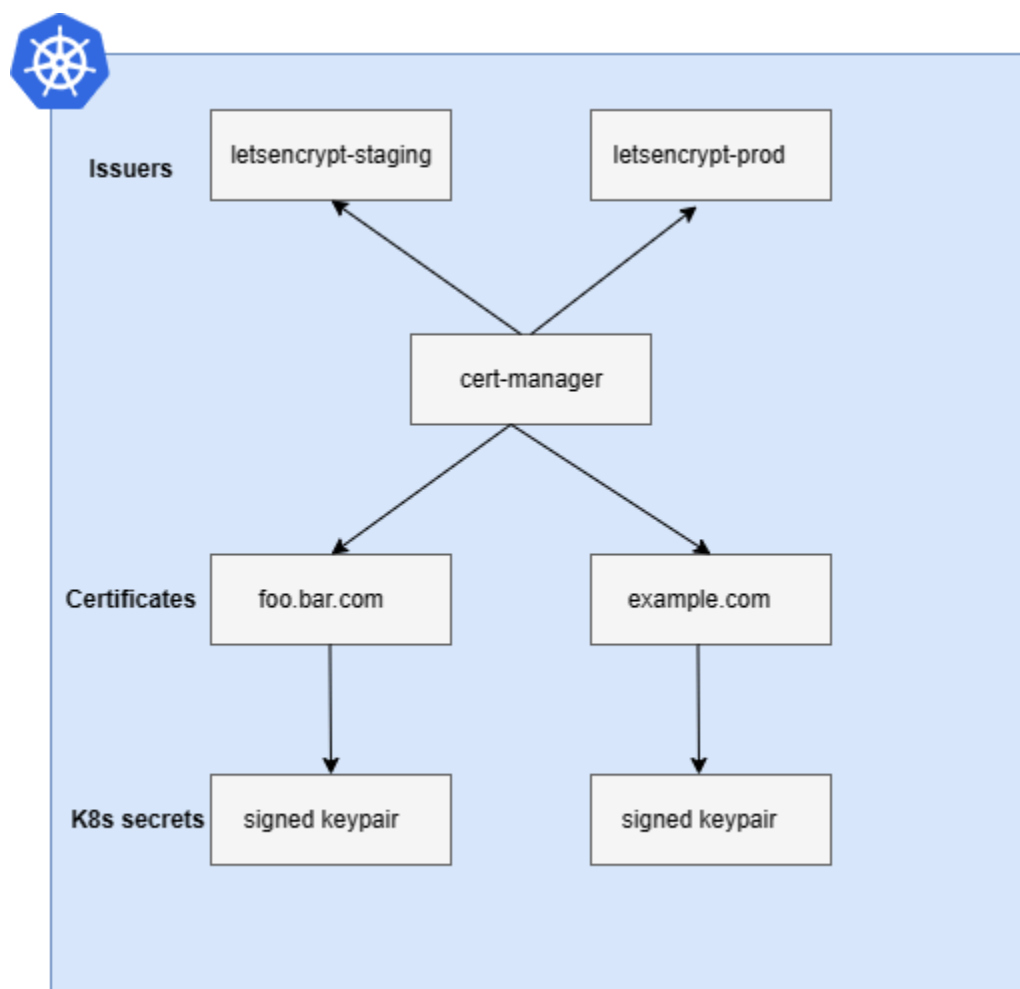 Issuers
letsencrypt-staging
letsencrypt-prod
cert-manager
Certificates
foo.bar.com
example.com
K8s secrets
signed keypair
signed keypair